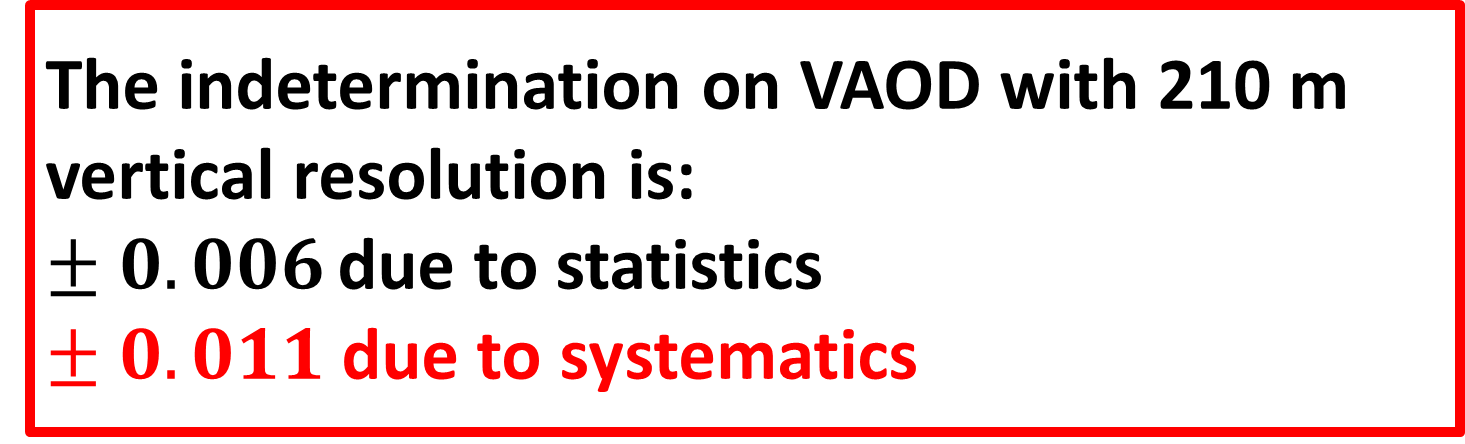 The indetermination on VAOD with 210 m
vertical resolution is:
± 0.006 due to statistics
± 0.011 due to systematics